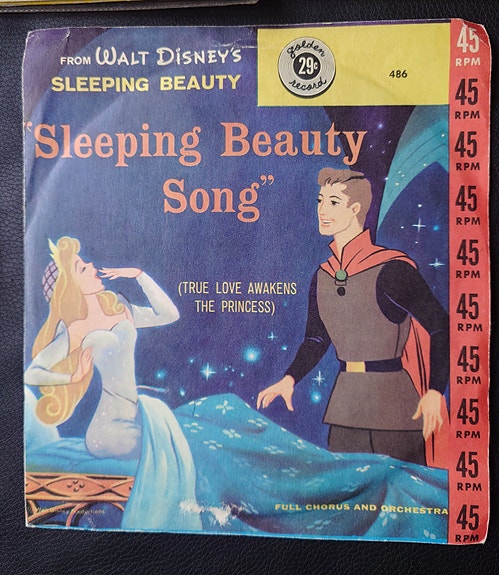 FROM WALT DISNEY'S
SLEEPING BEAUTY
golden
29¢
record
486
"Sleeping Beauty
Song"
(TRUE LOVE AWAKENS
THE PRINCESS)
FULL CHORUS AND ORCHESTRA
45
RPM
45
RPM
45
RPM
45
RPM
45
RPM
45
RPM
45
RPM
45
RPM
45
RPM
45
RPM